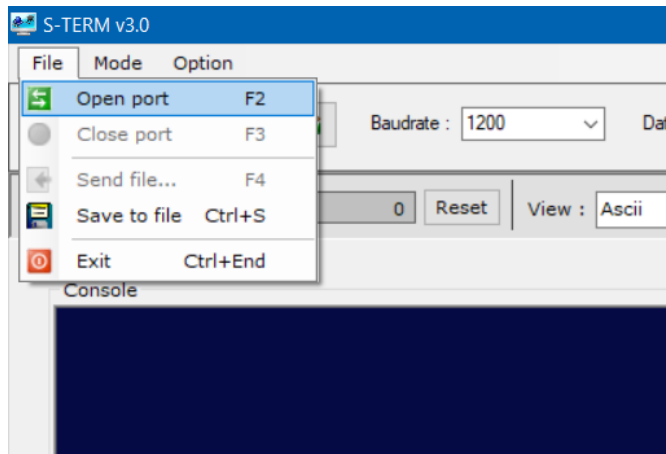 S-TERM v3.0
File Mode Option
Open port F2
Close port F3
Send file... F4
Save to file Ctrl+S
Exit Ctrl+End
Baudrate : 1200
0 Reset View : Ascii
Console